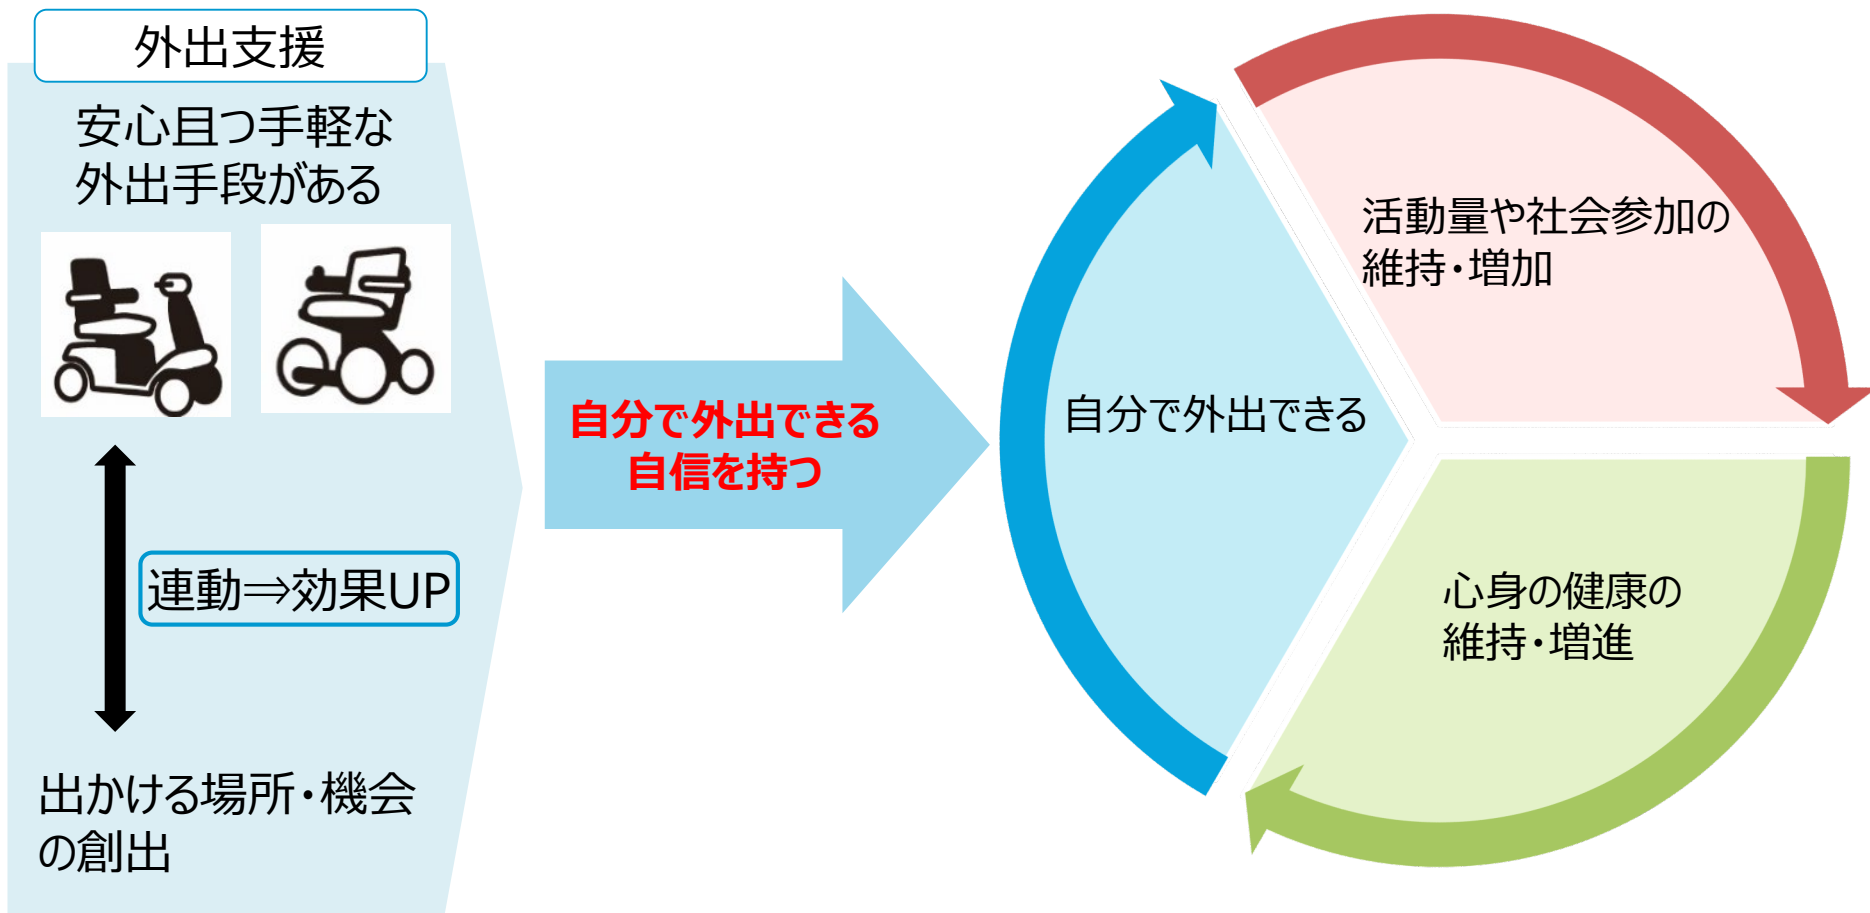 外出支援
安心且つ手軽な
外出手段がある
連動⇒効果UP
出かける場所・機会
の創出
自分で外出できる
自信を持つ
自分で外出できる
活動量や社会参加の
維持・増加
心身の健康の
維持・増進